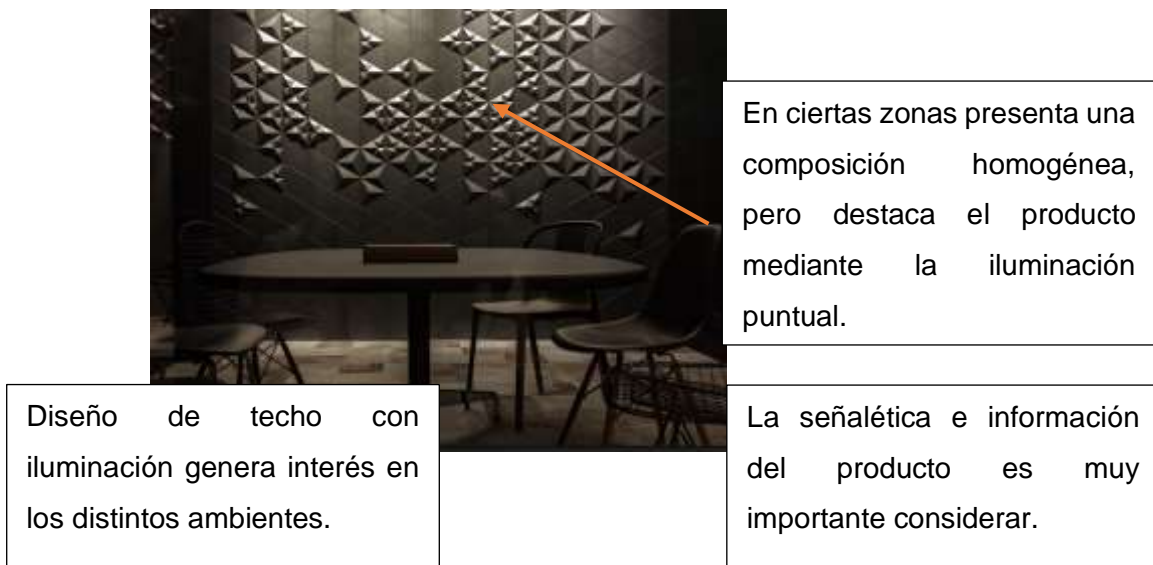 En ciertas zonas presenta una
composición homogénea,
pero destaca el producto
mediante la iluminación
puntual.
Diseño de techo con
iluminación genera interés en
los distintos ambientes.
La señalética e información
del producto es muy
importante considerar.